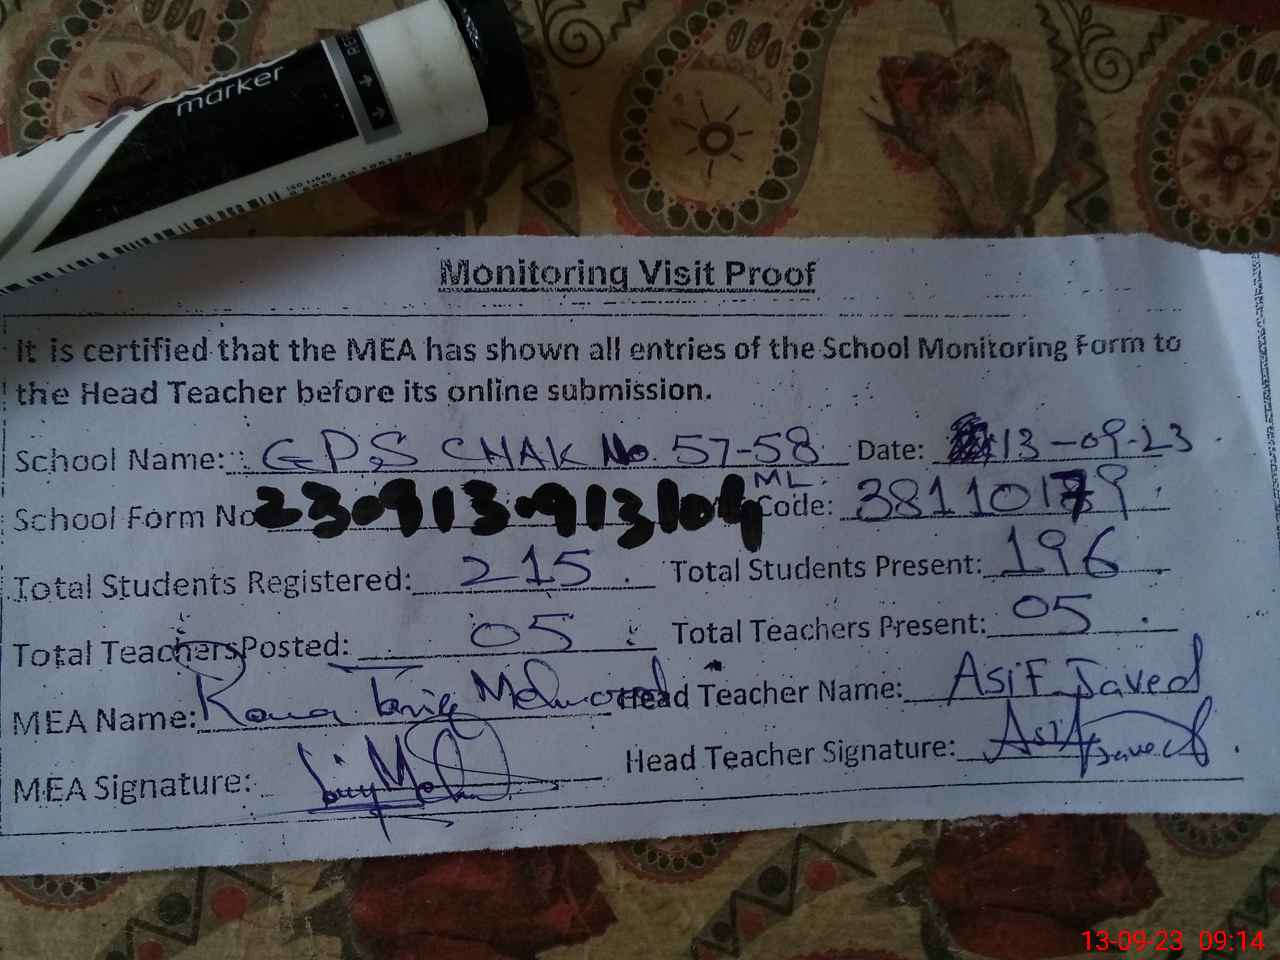 marker
Monitoring Visit Proof
It is certified that the MEA has shown all entries of the School Monitoring Form to
the Head Teacher before its online submission.
School Name: GPS CHAK No. 57-58 ML Date: 13-09-23
School Form No 230913-913104 Code: 38110179
Total Students Registered: 215 Total Students Present: 196
Total Teachers Posted: 05 Total Teachers Present: 05
MEA Name: Rana Tariq Mehmood Head Teacher Name: Asif Javed
MEA Signature: Head Teacher Signature: Asif Javed
13-09-23 09:14